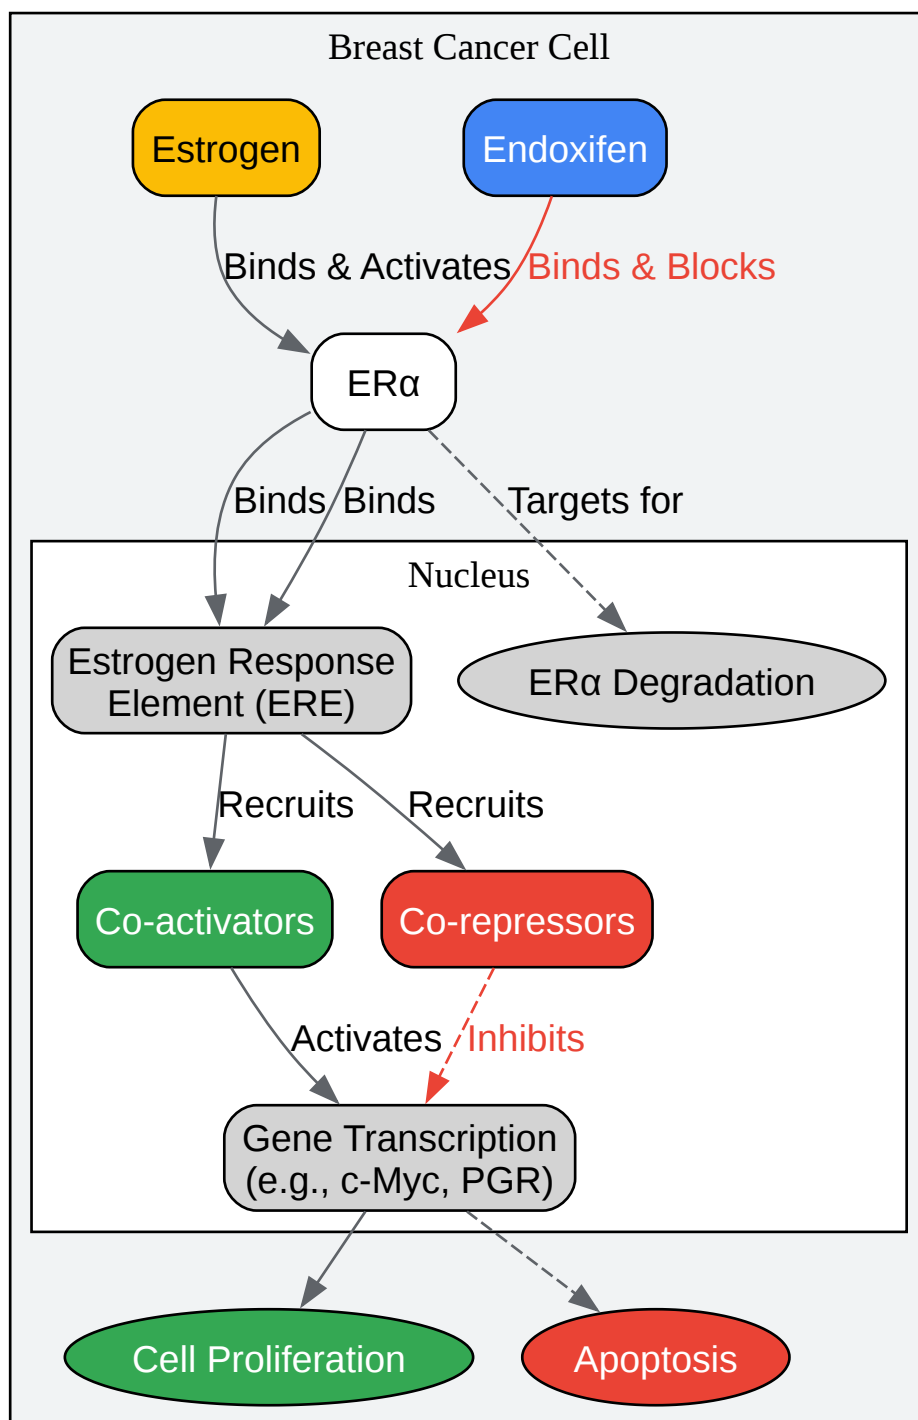 Breast Cancer Cell
Estrogen
Endoxifen
Binds & Activates
Binds & Blocks
ERα
Binds
Binds
Targets for
Nucleus
Estrogen Response
Element (ERE)
ERα Degradation
Recruits
Recruits
Co-activators
Co-repressors
Activates
Inhibits
Gene Transcription
(e.g., c-Myc, PGR)
Cell Proliferation
Apoptosis